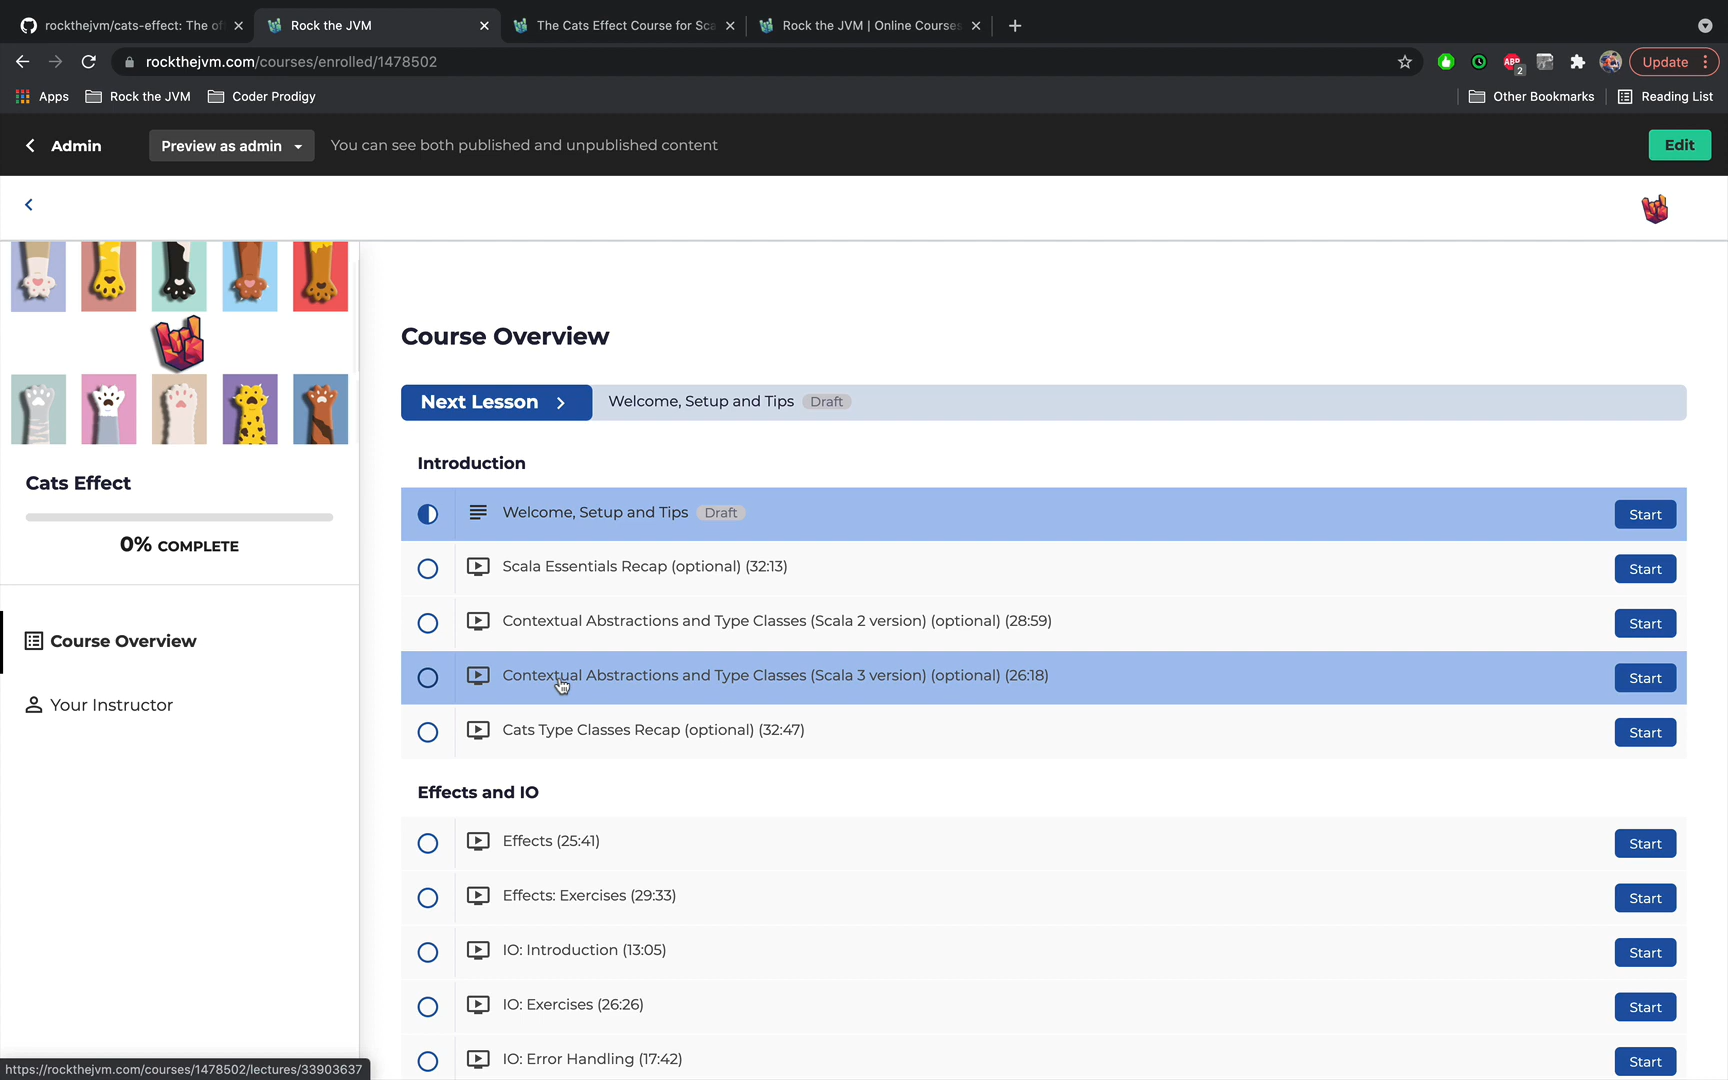 rockthejvm/cats-effect: The of
Rock the JVM
The Cats Effect Course for Sca
Rock the JVM | Online Courses
rockthejvm.com/courses/enrolled/1478502
ABP
2
Update
Apps
Rock the JVM
Coder Prodigy
Other Bookmarks
Reading List
Admin
Preview as admin
You can see both published and unpublished content
Edit
Cats Effect
0% COMPLETE
Course Overview
Your Instructor
Course Overview
Next Lesson
Welcome, Setup and Tips
Draft
Introduction
Welcome, Setup and Tips Draft
Start
Scala Essentials Recap (optional) (32:13)
Start
Contextual Abstractions and Type Classes (Scala 2 version) (optional) (28:59)
Start
Contextual Abstractions and Type Classes (Scala 3 version) (optional) (26:18)
Start
Cats Type Classes Recap (optional) (32:47)
Start
Effects and IO
Effects (25:41)
Start
Effects: Exercises (29:33)
Start
IO: Introduction (13:05)
Start
IO: Exercises (26:26)
Start
IO: Error Handling (17:42)
Start
https://rockthejvm.com/courses/1478502/lectures/33903637